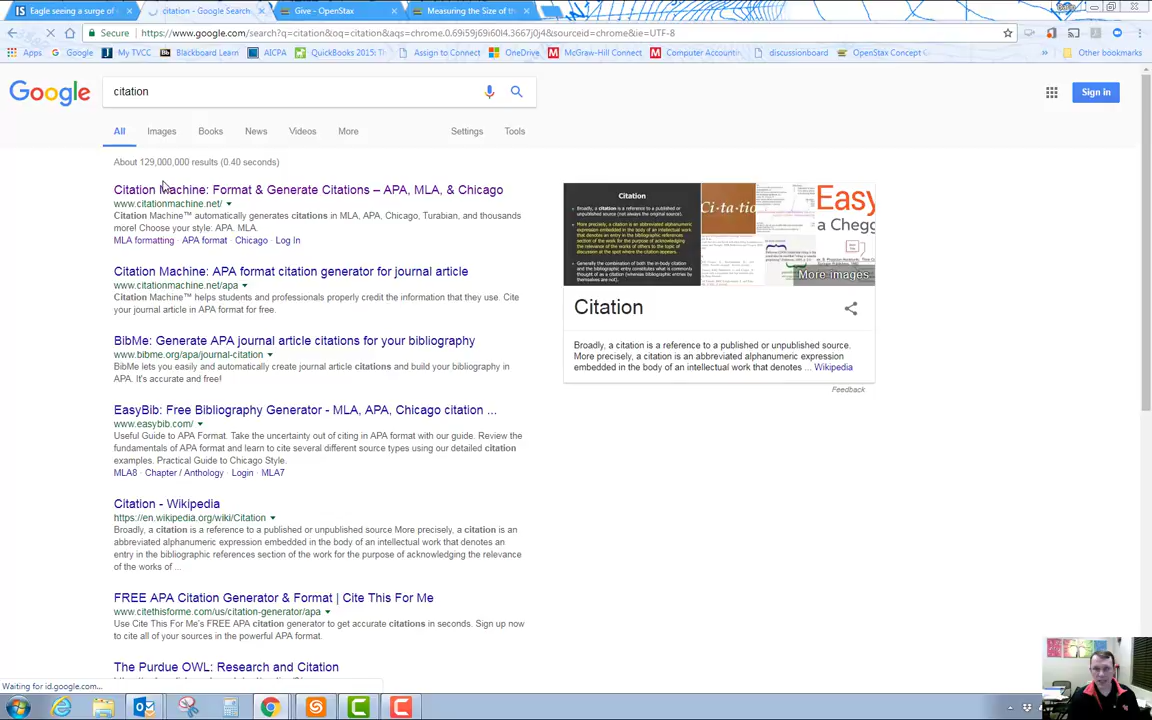 Eagle seeing a surge of
citation - Google Search
Give - OpenStax
Measuring the Size of th
Secure
https://www.google.com/search?q=citation&oq=citation&aqs=chrome.0.69i59j69i60l4.3667j0j4&sourceid=chrome&ie=UTF-8
Apps Google My TVCC Blackboard Learn AICPA QuickBooks 2015: Th Assign to Connect OneDrive McGraw-Hill Connect Computer Accountin discussionboard OpenStax Concept C Other bookmarks
Google
citation
Sign in
All Images Books News Videos More Settings Tools
About 129,000,000 results (0.40 seconds)
Citation Machine: Format & Generate Citations – APA, MLA, & Chicago
www.citationmachine.net/
Citation Machine™ automatically generates citations in MLA, APA, Chicago, Turabian, and thousands
more! Choose your style: APA. MLA.
MLA formatting · APA format · Chicago · Log In
Citation Machine: APA format citation generator for journal article
www.citationmachine.net/apa
Citation Machine™ helps students and professionals properly credit the information that they use. Cite
your journal article in APA format for free.
BibMe: Generate APA journal article citations for your bibliography
www.bibme.org/apa/journal-citation
BibMe lets you easily and automatically create journal article citations and build your bibliography in
APA. It's accurate and free!
EasyBib: Free Bibliography Generator - MLA, APA, Chicago citation ...
www.easybib.com/
Useful Guide to APA Format. Take the uncertainty out of citing in APA format with our guide. Review the
fundamentals of APA format and learn to cite several different source types using our detailed citation
examples. Practical Guide to Chicago Style.
MLA8 · Chapter / Anthology · Login · MLA7
Citation - Wikipedia
https://en.wikipedia.org/wiki/Citation
Broadly, a citation is a reference to a published or unpublished source More precisely, a citation is an
abbreviated alphanumeric expression embedded in the body of an intellectual work that denotes an
entry in the bibliographic references section of the work for the purpose of acknowledging the relevance
of the works of ...
FREE APA Citation Generator & Format | Cite This For Me
www.citethisforme.com/us/citation-generator/apa
Use Cite This For Me's FREE APA citation generator to get accurate citations in seconds. Sign up now
to cite all of your sources in the powerful APA format.
The Purdue OWL: Research and Citation
Waiting for id.google.com...
Citation
Ci·ta·tio
Easy
a Chegg
More images
Citation
Broadly, a citation is a reference to a published or unpublished source.
More precisely, a citation is an abbreviated alphanumeric expression
embedded in the body of an intellectual work that denotes ... Wikipedia
Feedback